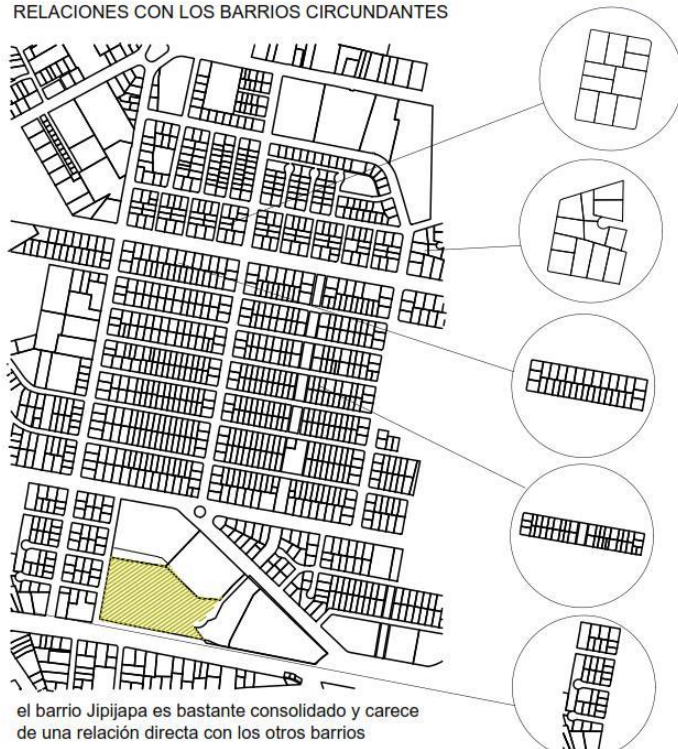 RELACIONES CON LOS BARRIOS CIRCUNDANTES
el barrio Jipijapa es bastante consolidado y carece
de una relación directa con los otros barrios